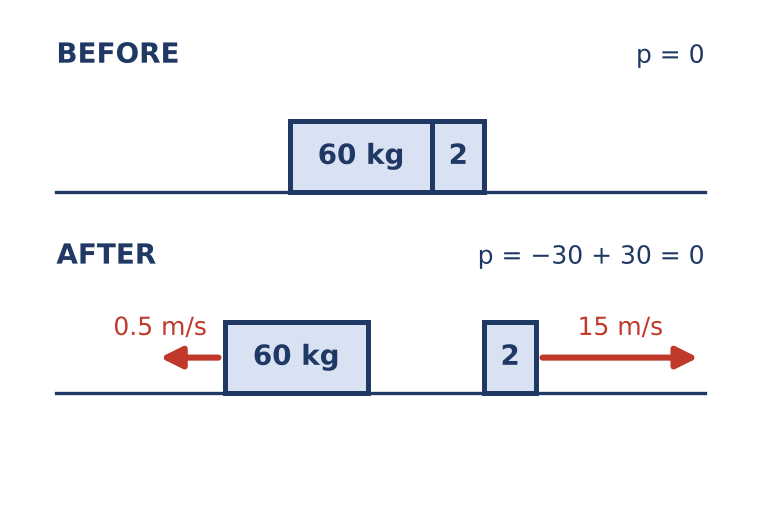 BEFORE p = 0
60 kg 2
AFTER p = −30 + 30 = 0
0.5 m/s 15 m/s
60 kg 2